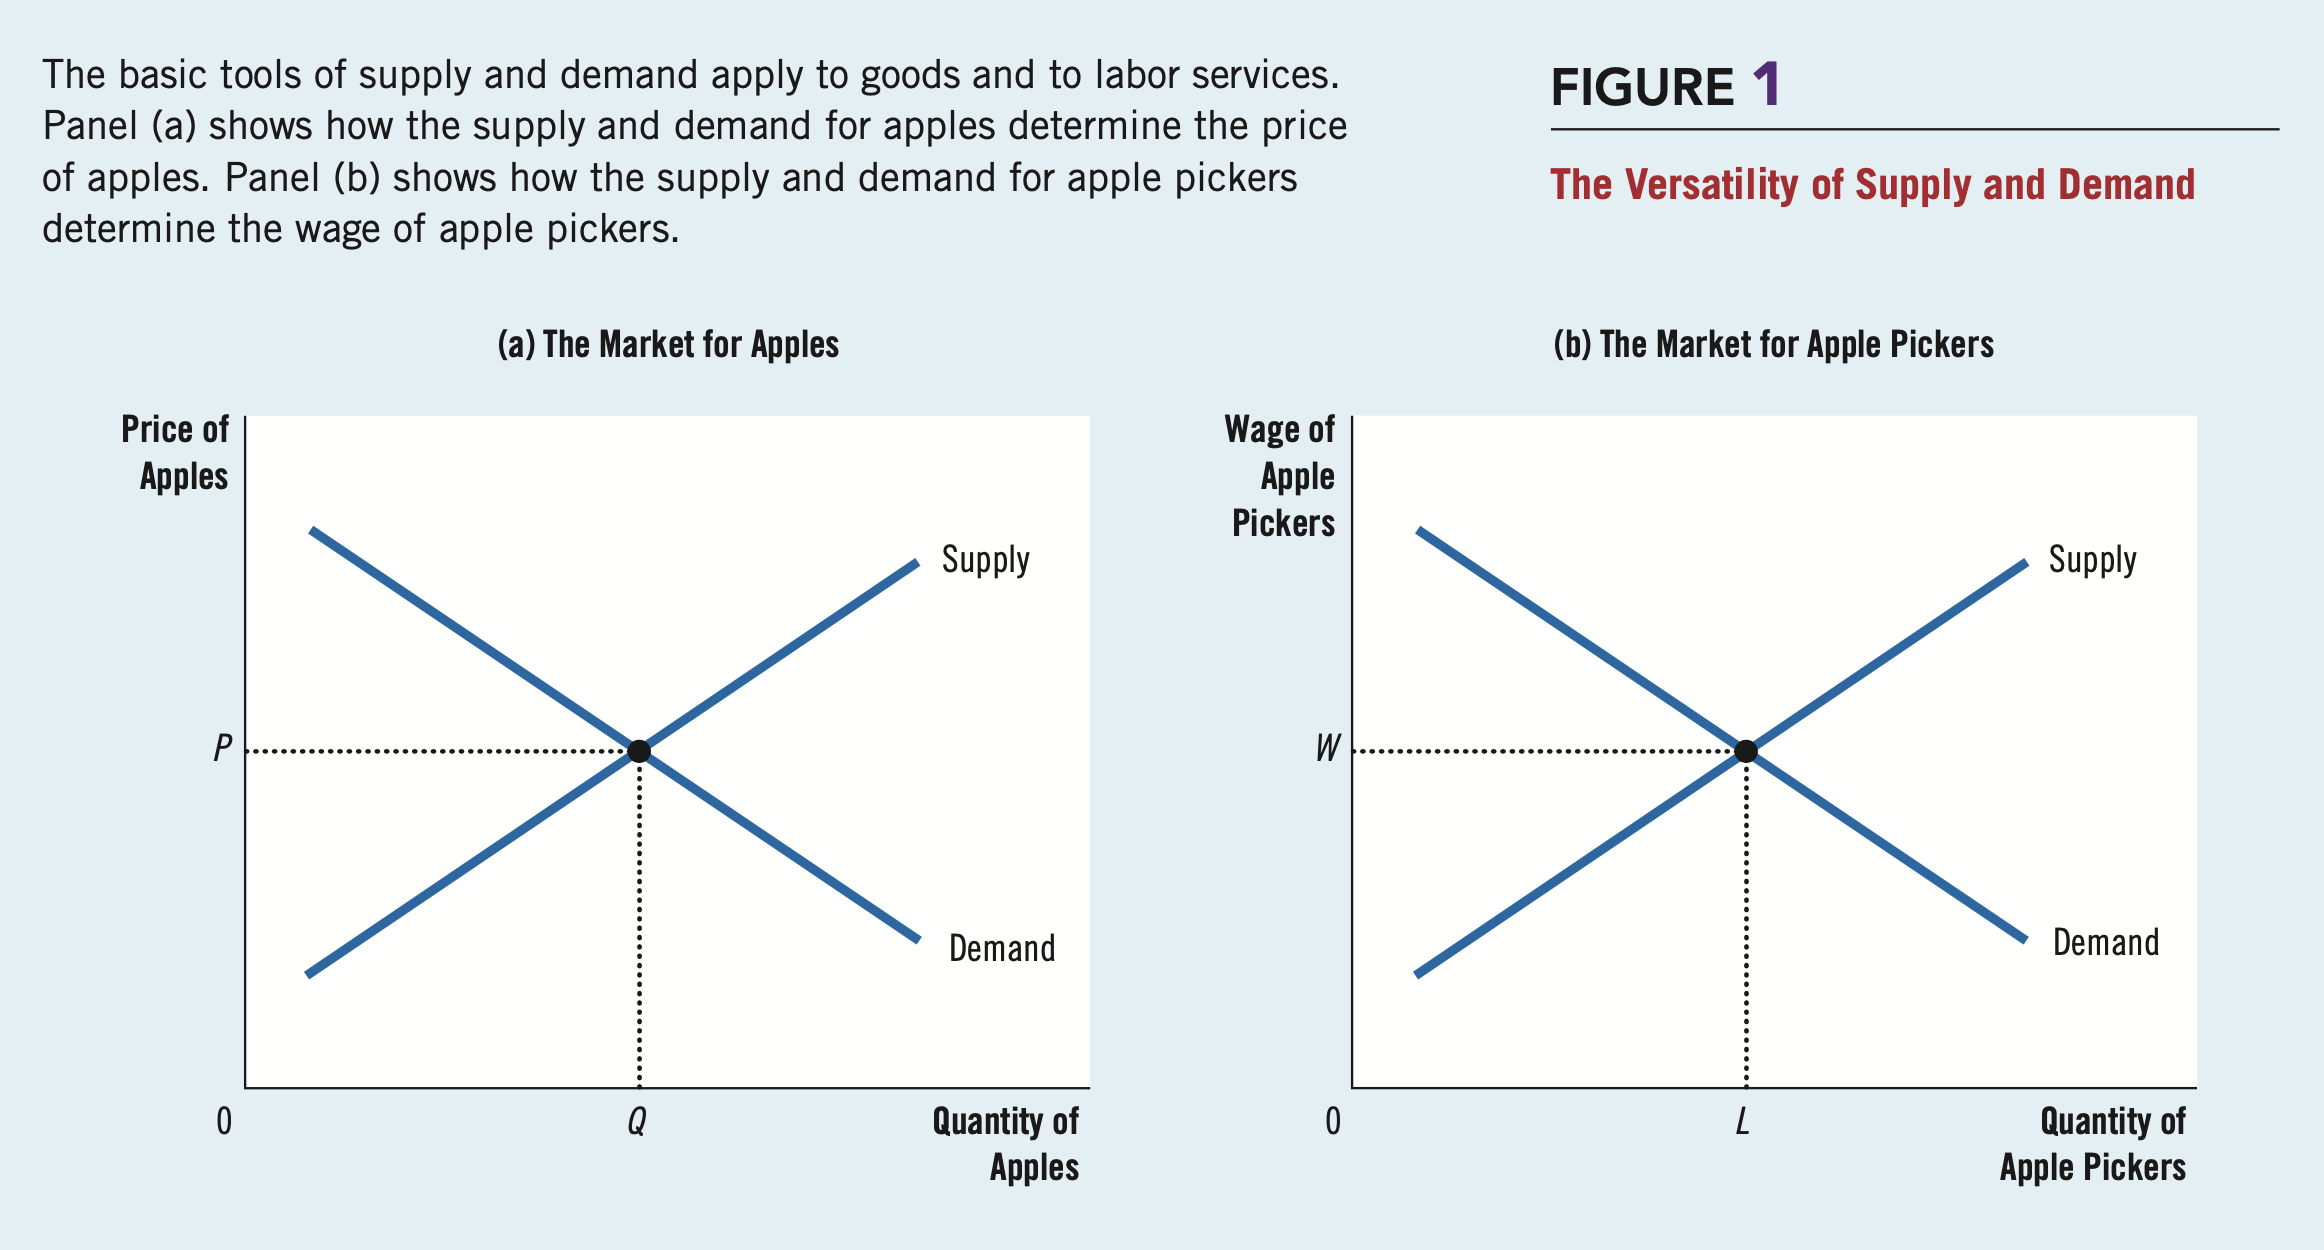 The basic tools of supply and demand apply to goods and to labor services.
Panel (a) shows how the supply and demand for apples determine the price
of apples. Panel (b) shows how the supply and demand for apple pickers
determine the wage of apple pickers.
FIGURE 1
The Versatility of Supply and Demand
(a) The Market for Apples
Price of
Apples
Supply
P
Demand
0
Q
Quantity of
Apples
(b) The Market for Apple Pickers
Wage of
Apple
Pickers
Supply
W
Demand
0
L
Quantity of
Apple Pickers